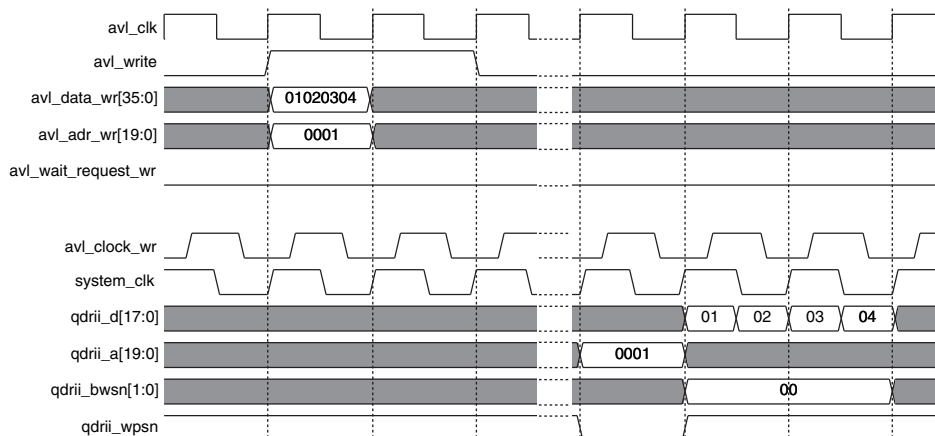 avl_clk
avl_write
avl_data_wr[35:0] 01020304
avl_adr_wr[19:0] 0001
avl_wait_request_wr
avl_clock_wr
system_clk
qdrii_d[17:0] 01 02 03 04
qdrii_a[19:0] 0001
qdrii_bwsn[1:0] 00
qdrii_wpsn